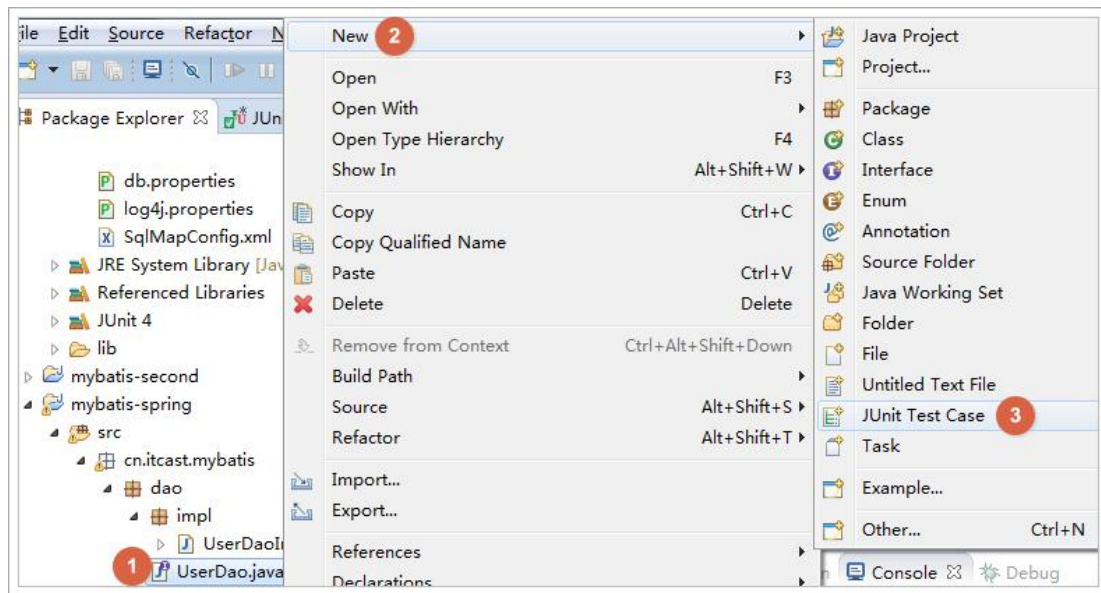 File Edit Source Refactor N
Package Explorer JUn
db.properties
log4j.properties
SqlMapConfig.xml
JRE System Library [Jav
Referenced Libraries
JUnit 4
lib
mybatis-second
mybatis-spring
src
cn.itcast.mybatis
dao
impl
UserDaoI
1 UserDao.java
New 2
Open F3
Open With
Open Type Hierarchy F4
Show In Alt+Shift+W
Copy Ctrl+C
Copy Qualified Name
Paste Ctrl+V
Delete Delete
Remove from Context Ctrl+Alt+Shift+Down
Build Path
Source Alt+Shift+S
Refactor Alt+Shift+T
Import...
Export...
References
Declarations
Java Project
Project...
Package
Class
Interface
Enum
Annotation
Source Folder
Java Working Set
Folder
File
Untitled Text File
JUnit Test Case 3
Task
Example...
Other... Ctrl+N
n Console Debug